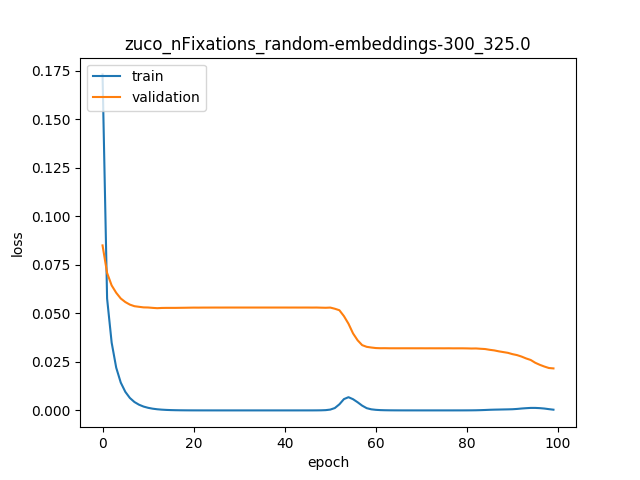 zuco_nFixations_random-embeddings-300_325.0
train
validation
0.175
0.150
0.125
0.100
0.075
0.050
0.025
0.000
loss
0 20 40 60 80 100
epoch